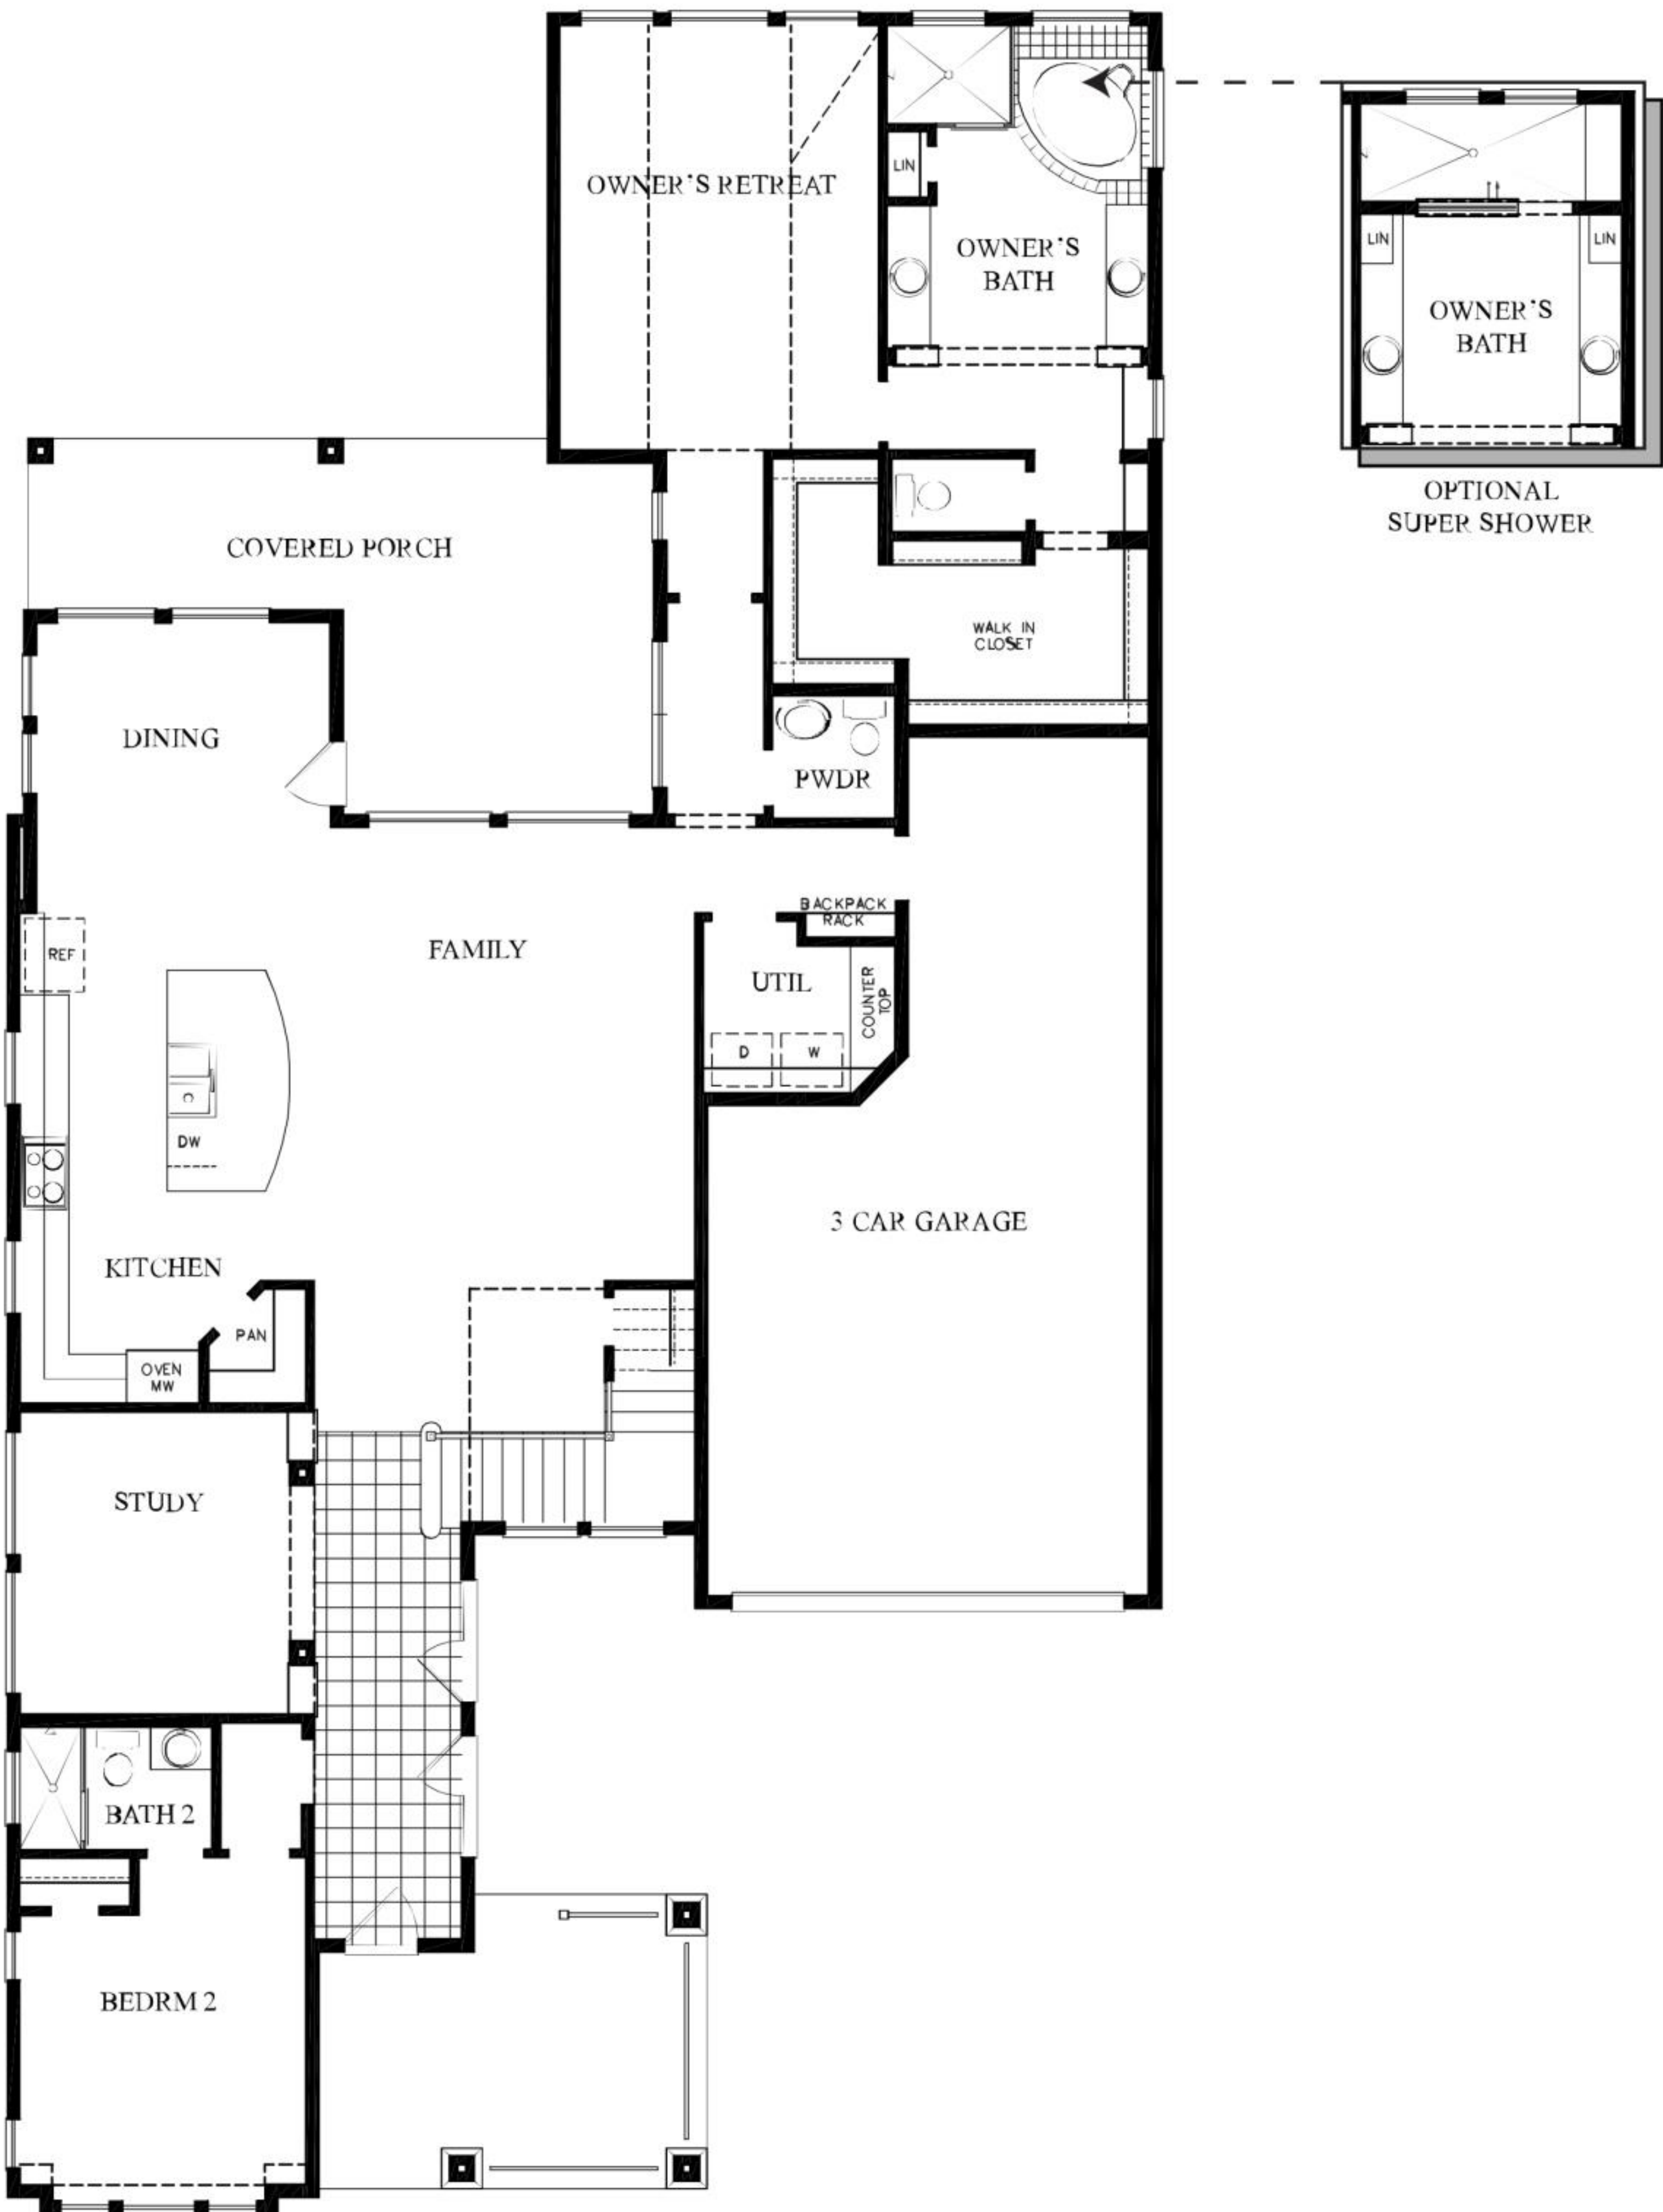 OWNER'S RETREAT
LIN
OWNER'S
BATH
LIN
LIN
OWNER'S
BATH
OPTIONAL
SUPER SHOWER
COVERED PORCH
WALK IN
CLOSET
DINING
PWDR
BACKPACK
RACK
REF
FAMILY
UTIL
COUNTER
TOP
D
W
DW
3 CAR GARAGE
KITCHEN
PAN
OVEN
MW
STUDY
BATH 2
BEDRM 2